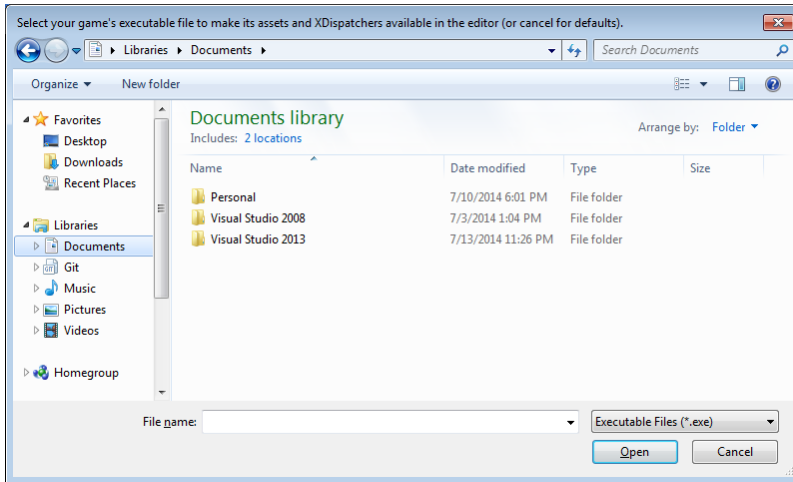 Select your game's executable file to make its assets and XDispatchers available in the editor (or cancel for defaults).
Libraries Documents Search Documents
Organize New folder
Favorites
Desktop
Downloads
Recent Places
Libraries
Documents
Git
Music
Pictures
Videos
Homegroup
Documents library
Includes: 2 locations
Arrange by: Folder
Name Date modified Type Size
Personal 7/10/2014 6:01 PM File folder
Visual Studio 2008 7/3/2014 1:04 PM File folder
Visual Studio 2013 7/13/2014 11:26 PM File folder
File name: Executable Files (*.exe)
Open Cancel